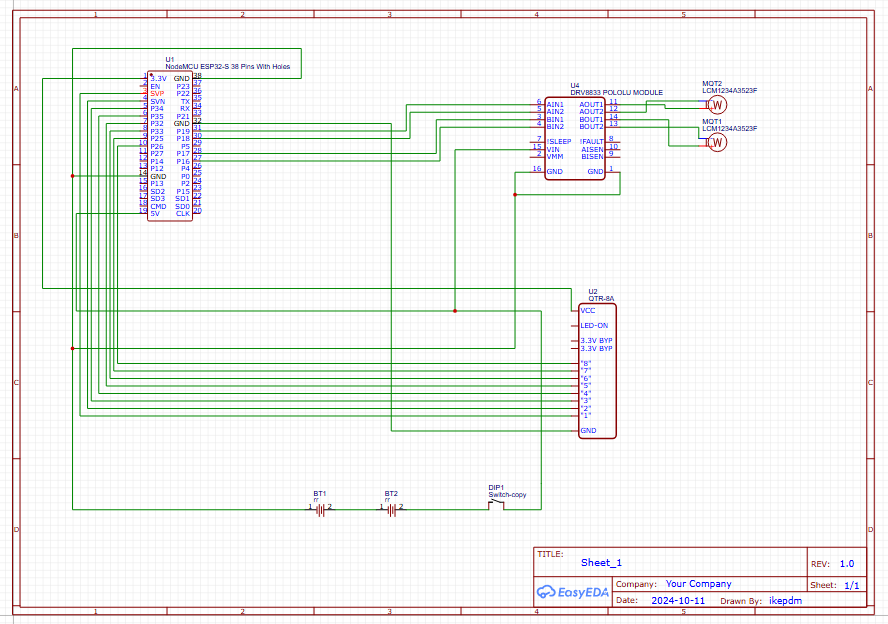 1 2 3 4 5
A
U1
NodeMCU ESP32-S 38 Pins With Holes
1 3.3V GND 38
2 EN P23 37
3 SVP P22 36
4 SVN TX 35
5 P34 RX 34
6 P35 P21 33
7 P32 GND 32
8 P33 P19 31
9 P25 P18 30
10 P26 P5 29
11 P27 P17 28
12 P14 P16 27
13 P12 P4 26
14 GND P0 25
15 P13 P2 24
16 SD2 P15 23
17 SD3 SD1 22
18 CMD SD0 21
19 5V CLK 20
U4
DRV8833 POLOLU MODULE
6 AIN1 AOUT1 11
5 AIN2 AOUT2 12
3 BIN1 BOUT1 14
4 BIN2 BOUT2 13
7 !SLEEP !FAULT 8
15 VIN AISEN 10
2 VMM BISEN 9
16 GND GND 1
MOT2
LCM1234A3523F
W
MOT1
LCM1234A3523F
W
A
B
B
U2
QTR-8A
VCC
LED-ON
3.3V BYP
3.3V BYP
"8"
"7"
"6"
"5"
"4"
"3"
"2"
"1"
GND
C
C
BT1
1 2
BT2
1 2
DIP1
Switch-copy
D
D
TITLE:
Sheet_1
REV: 1.0
EasyEDA
Company: Your Company
Sheet: 1/1
Date: 2024-10-11 Drawn By: ikepdm
1 2 3 4 5